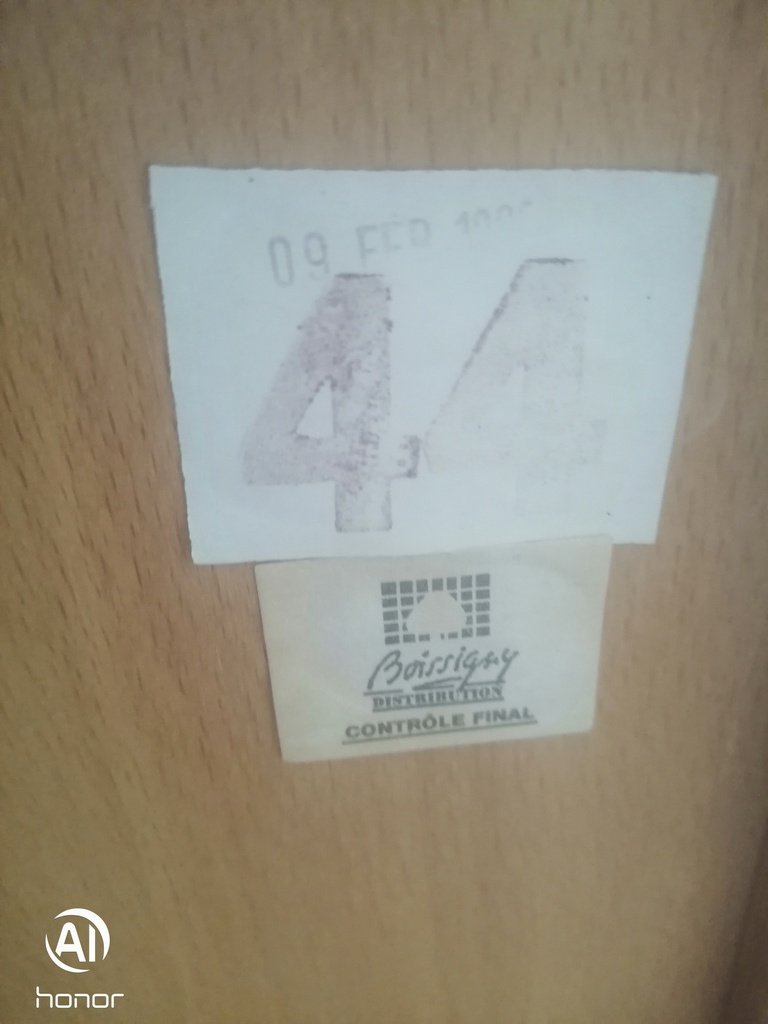 09 FEB
44
Boissigny
DISTRIBUTION
CONTRÔLE FINAL
AI
honor